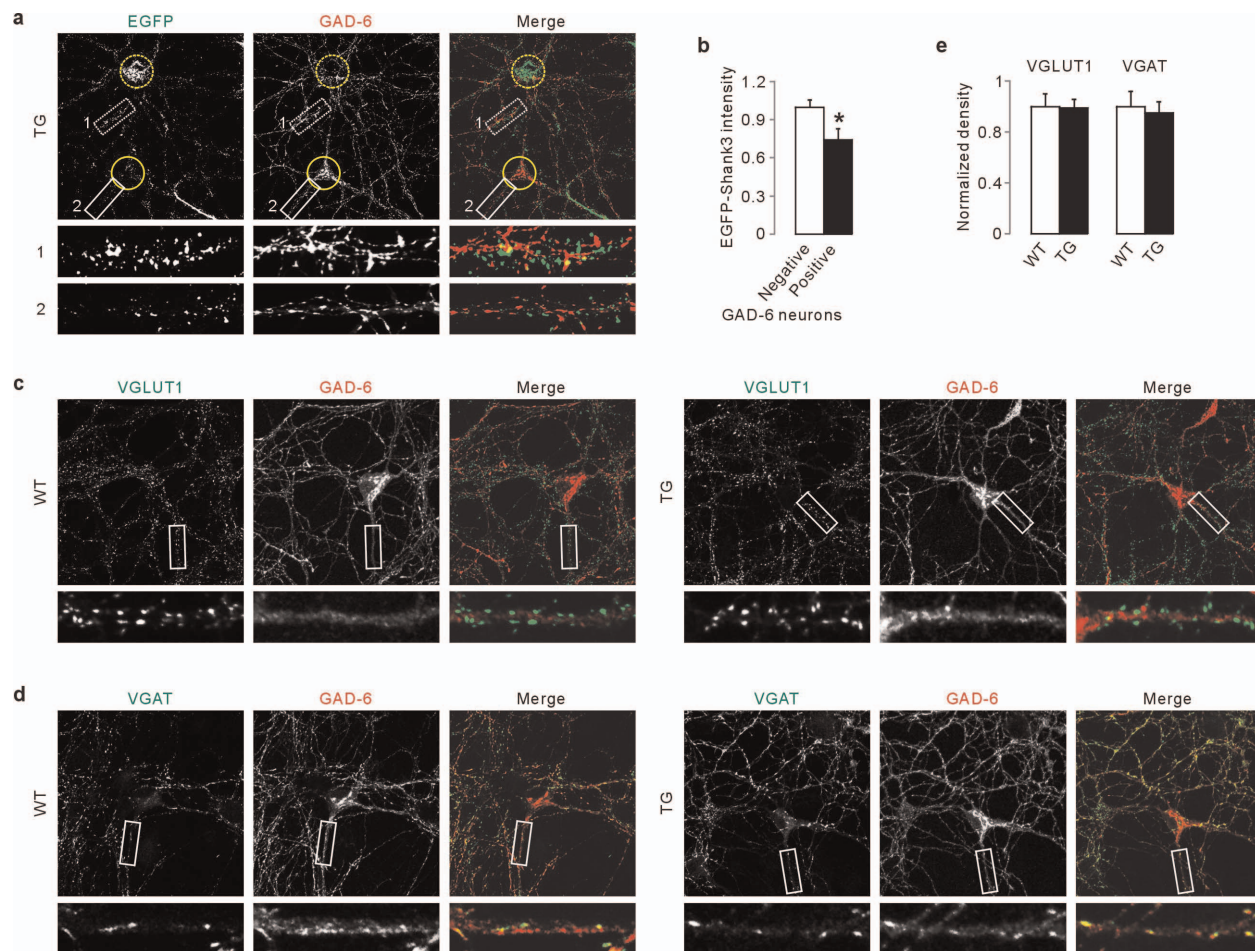 a
EGFP GAD-6 Merge
TG
1 1 1
2 2 2
1
2
b
EGFP-Shank3 intensity
1.2
0.9
0.6
0.3
0
*
Negative Positive
GAD-6 neurons
e
VGLUT1 VGAT
Normalized density
1
0.8
0.4
0
WT TG WT TG
c
VGLUT1 GAD-6 Merge VGLUT1 GAD-6 Merge
WT TG
d
VGAT GAD-6 Merge VGAT GAD-6 Merge
WT TG